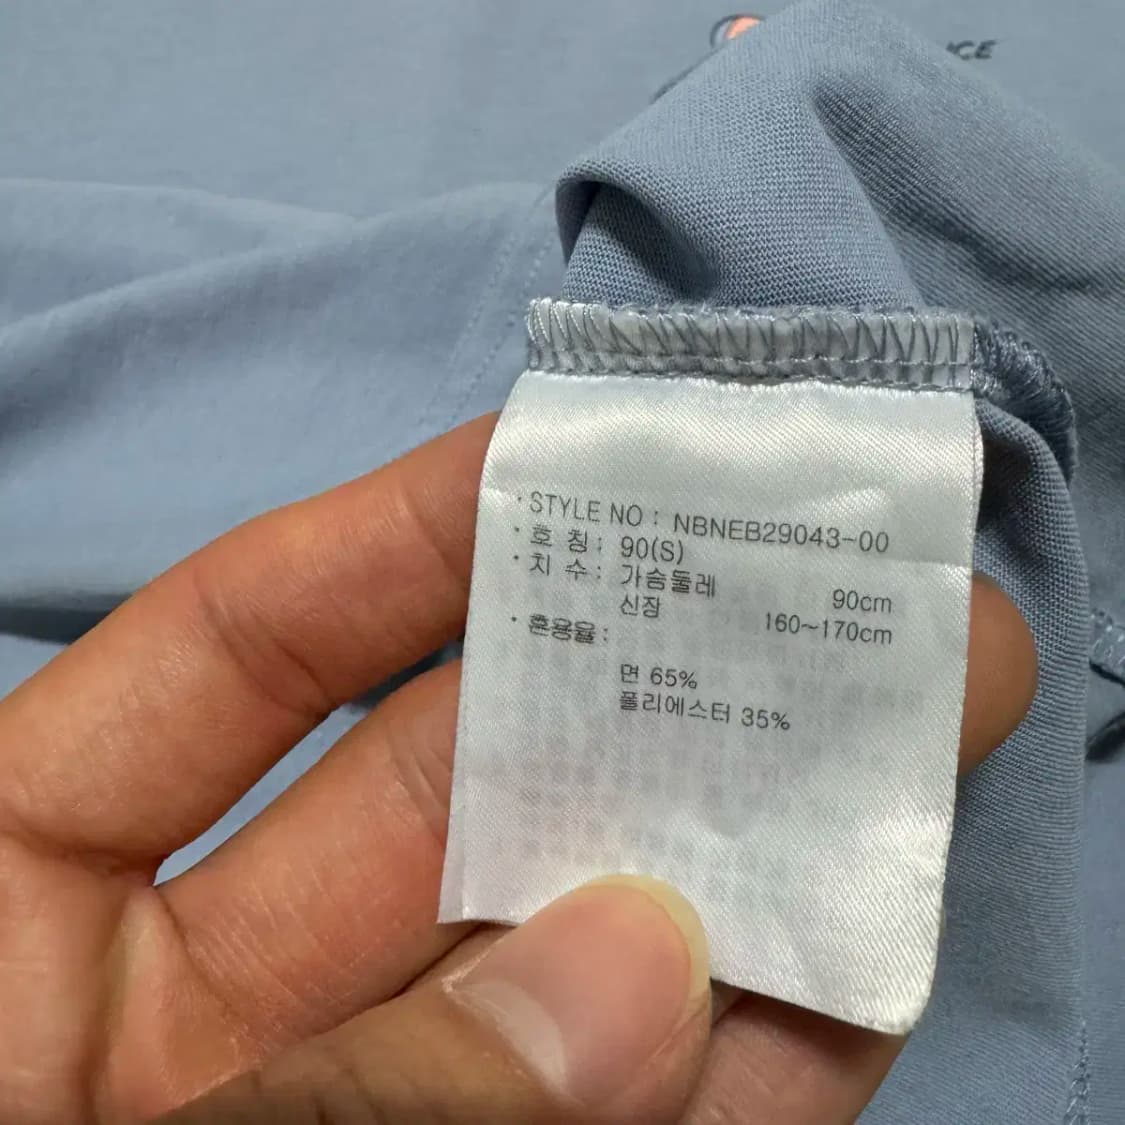 · STYLE NO : NBNEB29043-00
· 호 칭 : 90(S)
· 치 수 : 가슴둘레 90cm
신장 160~170cm
· 혼용율 :
면 65%
폴리에스터 35%